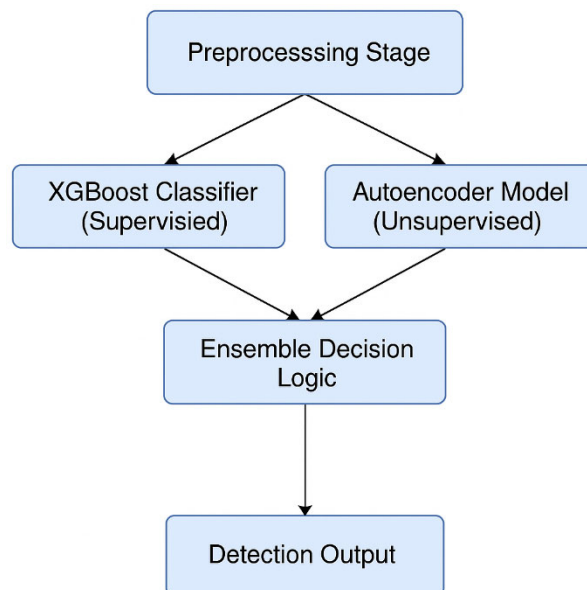 Preprocesssing Stage
XGBoost Classifier
(Supervisied)
Autoencoder Model
(Unsupervised)
Ensemble Decision
Logic
Detection Output